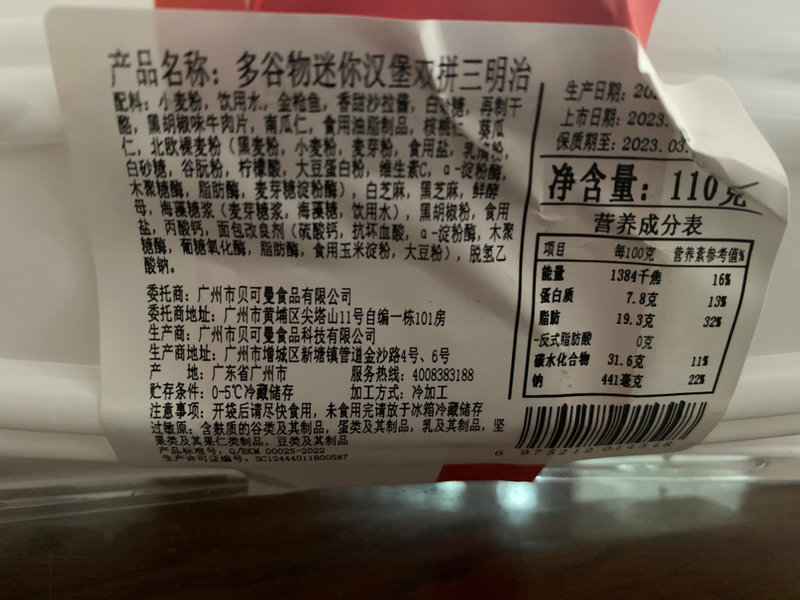 产品名称：多谷物迷你汉堡双拼三明治
配料：小麦粉，饮用水，金枪鱼，香甜沙拉酱，白砂糖，再制干
酪，黑胡椒味牛肉片，南瓜仁，食用油脂制品，核桃仁，葵瓜
仁，北欧裸麦粉（黑麦粉，小麦粉，麦芽粉，食用盐，乳清粉，
白砂糖，谷朊粉，柠檬酸，大豆蛋白粉，维生素C，α-淀粉酶，
木聚糖酶，脂肪酶，麦芽糖淀粉酶），白芝麻，黑芝麻，鲜酵
母，海藻糖浆（麦芽糖浆，海藻糖，饮用水），黑胡椒粉，食用
盐，丙酸钙，面包改良剂（硫酸钙，抗坏血酸，α-淀粉酶，木聚
糖酶，葡糖氧化酶，脂肪酶，食用玉米淀粉，大豆粉），脱氢乙
酸钠。
委托商：广州市贝可曼食品有限公司
委托商地址：广州市黄埔区尖塔山11号自编一栋101房
生产商：广州市贝可曼食品科技有限公司
生产商地址：广州市增城区新塘镇管道金沙路4号、6号
产 地：广东省广州市 服务热线：4008383188
贮存条件：0-5℃冷藏储存 加工方式：冷加工
注意事项：开袋后请尽快食用，未食用完请放于冰箱冷藏储存
过敏原：含麸质的谷类及其制品，蛋类及其制品，乳及其制品，坚
果类及其果仁类制品，豆类及其制品
产品标准号：Q/BKM 0002S-2022
生产许可证编号：SC12444011800587
生产日期：202
上市日期：2023.
保质期至：2023.03.
净含量：110克
营养成分表
项目 每100克 营养素参考值%
能量 1384千焦 16%
蛋白质 7.8克 13%
脂肪 19.3克 32%
-反式脂肪酸 0克
碳水化合物 31.6克 11%
钠 441毫克 22%
6 975212 014548